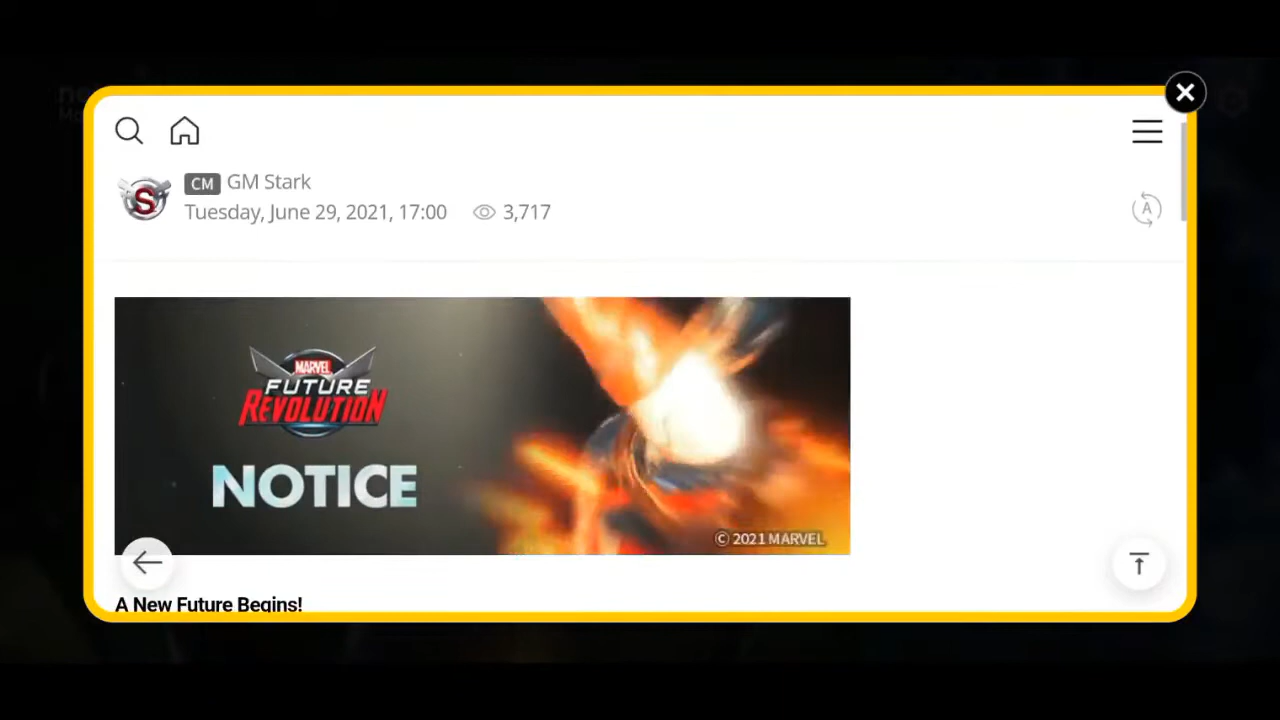 CM GM Stark
Tuesday, June 29, 2021, 17:00 3,717
A
S
MARVEL
FUTURE
REVOLUTION
NOTICE
© 2021 MARVEL
A New Future Begins!